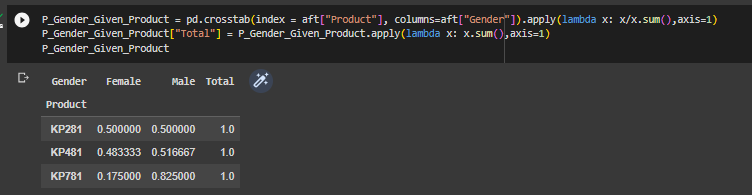 P_Gender_Given_Product = pd.crosstab(index = aft["Product"], columns=aft["Gender"]).apply(lambda x: x/x.sum(),axis=1)
P_Gender_Given_Product["Total"] = P_Gender_Given_Product.apply(lambda x: x.sum(),axis=1)
P_Gender_Given_Product
Gender Female Male Total
Product
KP281 0.500000 0.500000 1.0
KP481 0.483333 0.516667 1.0
KP781 0.175000 0.825000 1.0